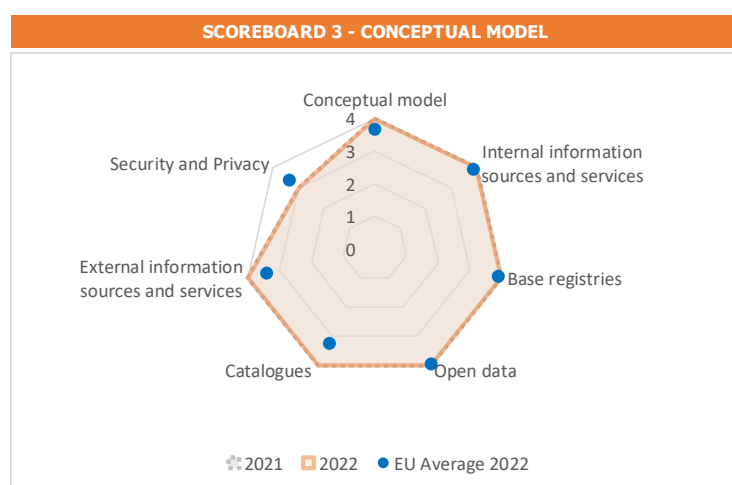 SCOREBOARD 3 - CONCEPTUAL MODEL
Conceptual model
4
3
2
1
0
Internal information
sources and services
Security and Privacy
External information
sources and services
Base registries
Catalogues
Open data
2021 2022 EU Average 2022